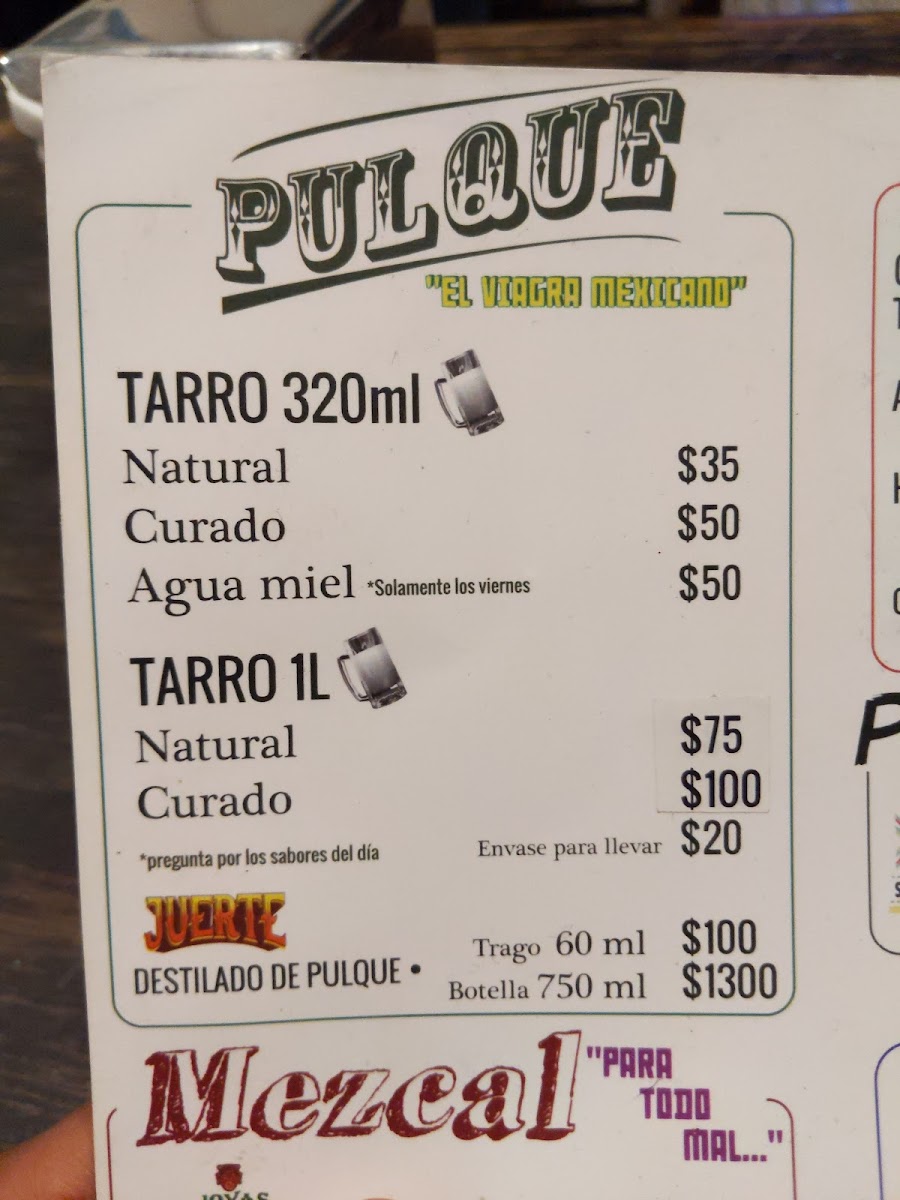 PULQUE
"EL VIAGRA MEXICANO"
TARRO 320ml
Natural $35
Curado $50
Agua miel *Solamente los viernes $50
TARRO 1L
Natural $75
Curado $100
*pregunta por los sabores del día Envase para llevar $20
JUERTE
DESTILADO DE PULQUE • Trago 60 ml $100
Botella 750 ml $1300
Mezcal "PARA
TODO
MAL..."
JOYAS